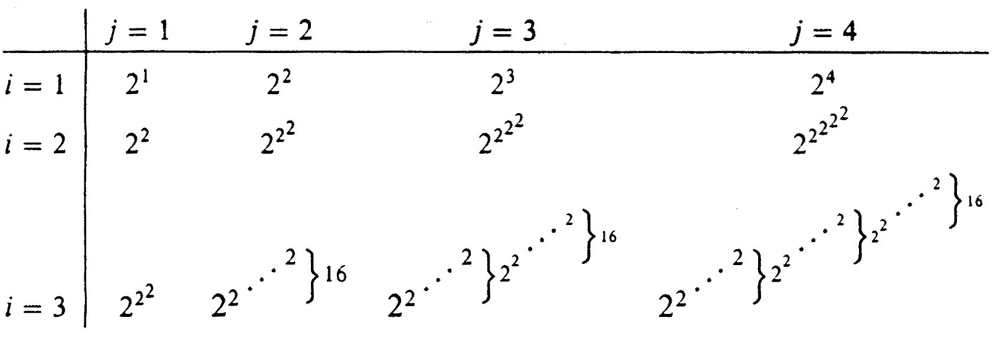 j = 1 j = 2 j = 3 j = 4
i = 1 2^1 2^2 2^3 2^4
i = 2 2^2 2^{2^2} 2^{2^{2^2}} 2^{2^{2^{2^2}}}
i = 3 2^{2^2} 2^{2^{⋰^2}} } 16 2^{2^{⋰^2}} } 2^{2^{⋰^2}} } 16 2^{2^{⋰^2}} } 2^{2^{⋰^2}} } 2^{2^{⋰^2}} } 16